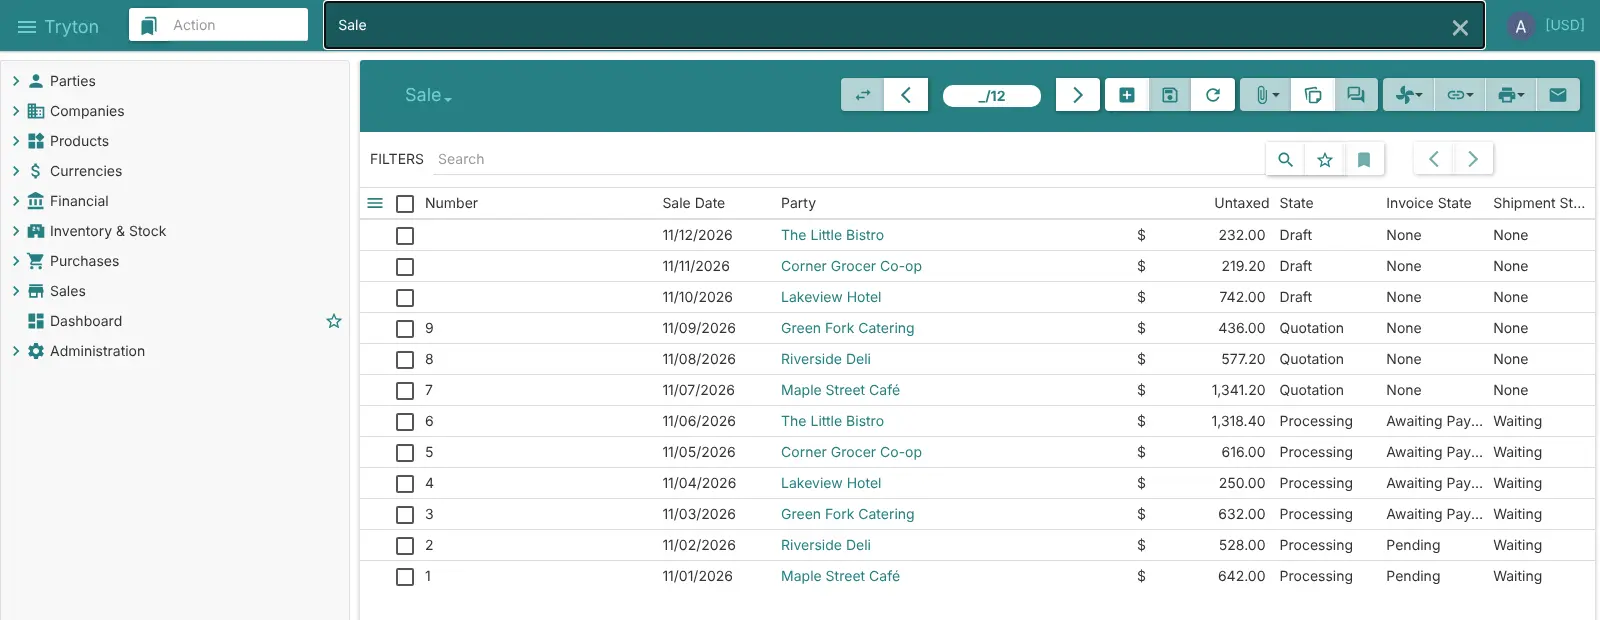 Tryton Action Sale A [USD]
Parties
Companies
Products
Currencies
Financial
Inventory & Stock
Purchases
Sales
Dashboard
Administration
Sale _/12
FILTERS Search
Number Sale Date Party Untaxed State Invoice State Shipment St...
11/12/2026 The Little Bistro $ 232.00 Draft None None
11/11/2026 Corner Grocer Co-op $ 219.20 Draft None None
11/10/2026 Lakeview Hotel $ 742.00 Draft None None
9 11/09/2026 Green Fork Catering $ 436.00 Quotation None None
8 11/08/2026 Riverside Deli $ 577.20 Quotation None None
7 11/07/2026 Maple Street Café $ 1,341.20 Quotation None None
6 11/06/2026 The Little Bistro $ 1,318.40 Processing Awaiting Pay... Waiting
5 11/05/2026 Corner Grocer Co-op $ 616.00 Processing Awaiting Pay... Waiting
4 11/04/2026 Lakeview Hotel $ 250.00 Processing Awaiting Pay... Waiting
3 11/03/2026 Green Fork Catering $ 632.00 Processing Awaiting Pay... Waiting
2 11/02/2026 Riverside Deli $ 528.00 Processing Pending Waiting
1 11/01/2026 Maple Street Café $ 642.00 Processing Pending Waiting